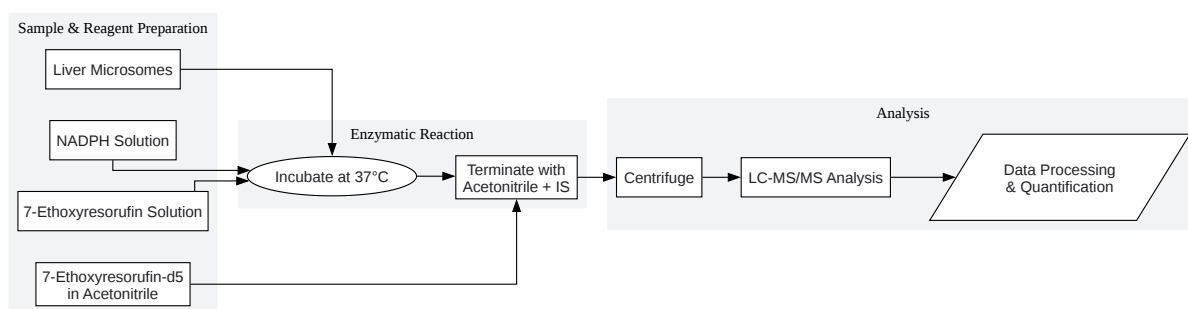 Sample & Reagent Preparation
Liver Microsomes
NADPH Solution
7-Ethoxyresorufin Solution
7-Ethoxyresorufin-d5
in Acetonitrile
Enzymatic Reaction
Incubate at 37°C
Terminate with
Acetonitrile + IS
Analysis
Centrifuge
LC-MS/MS Analysis
Data Processing
& Quantification